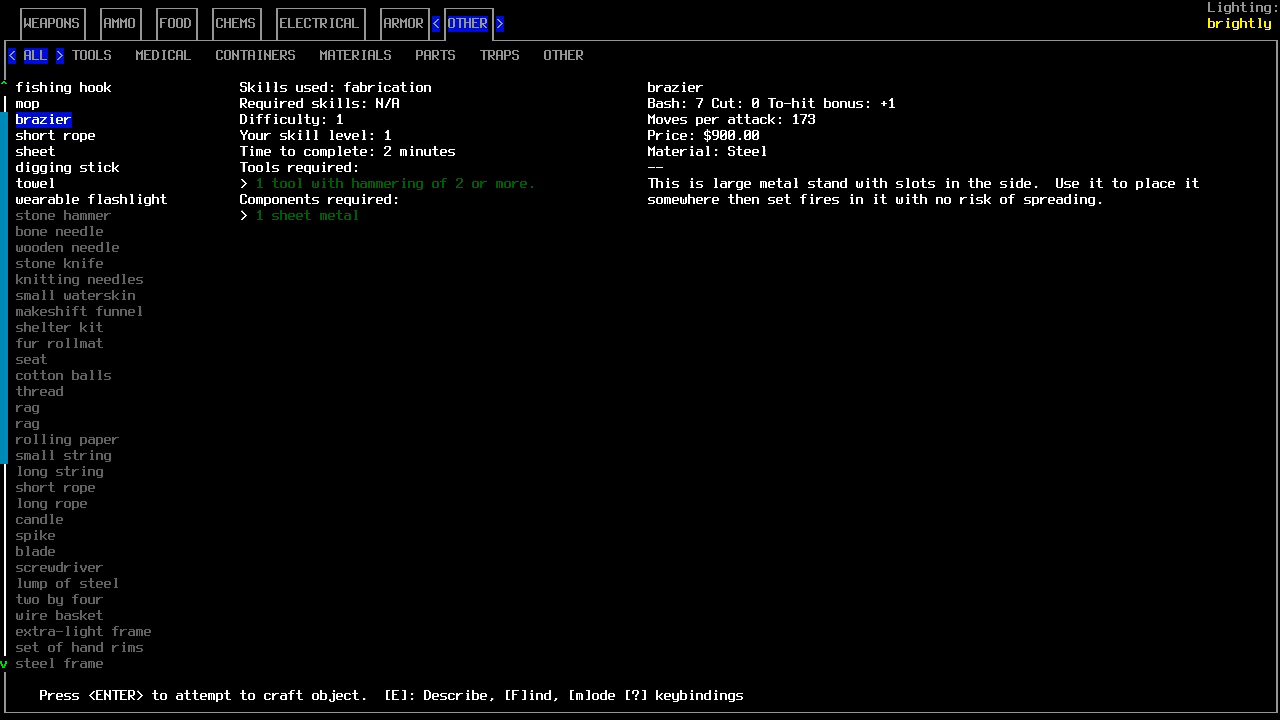 Lighting:
WEAPONS AMMO FOOD CHEMS ELECTRICAL ARMOR < OTHER > brightly
< ALL > TOOLS MEDICAL CONTAINERS MATERIALS PARTS TRAPS OTHER
^ fishing hook Skills used: fabrication brazier
mop Required skills: N/A Bash: 7 Cut: 0 To-hit bonus: +1
brazier Difficulty: 1 Moves per attack: 173
short rope Your skill level: 1 Price: $900.00
sheet Time to complete: 2 minutes Material: Steel
digging stick Tools required: --
towel > 1 tool with hammering of 2 or more. This is large metal stand with slots in the side.  Use it to place it
wearable flashlight Components required: somewhere then set fires in it with no risk of spreading.
stone hammer > 1 sheet metal
bone needle
wooden needle
stone knife
knitting needles
small waterskin
makeshift funnel
shelter kit
fur rollmat
seat
cotton balls
thread
rag
rag
rolling paper
small string
long string
short rope
long rope
candle
spike
blade
screwdriver
lump of steel
two by four
wire basket
extra-light frame
set of hand rims
v steel frame
Press <ENTER> to attempt to craft object.  [E]: Describe, [F]ind, [m]ode [?] keybindings